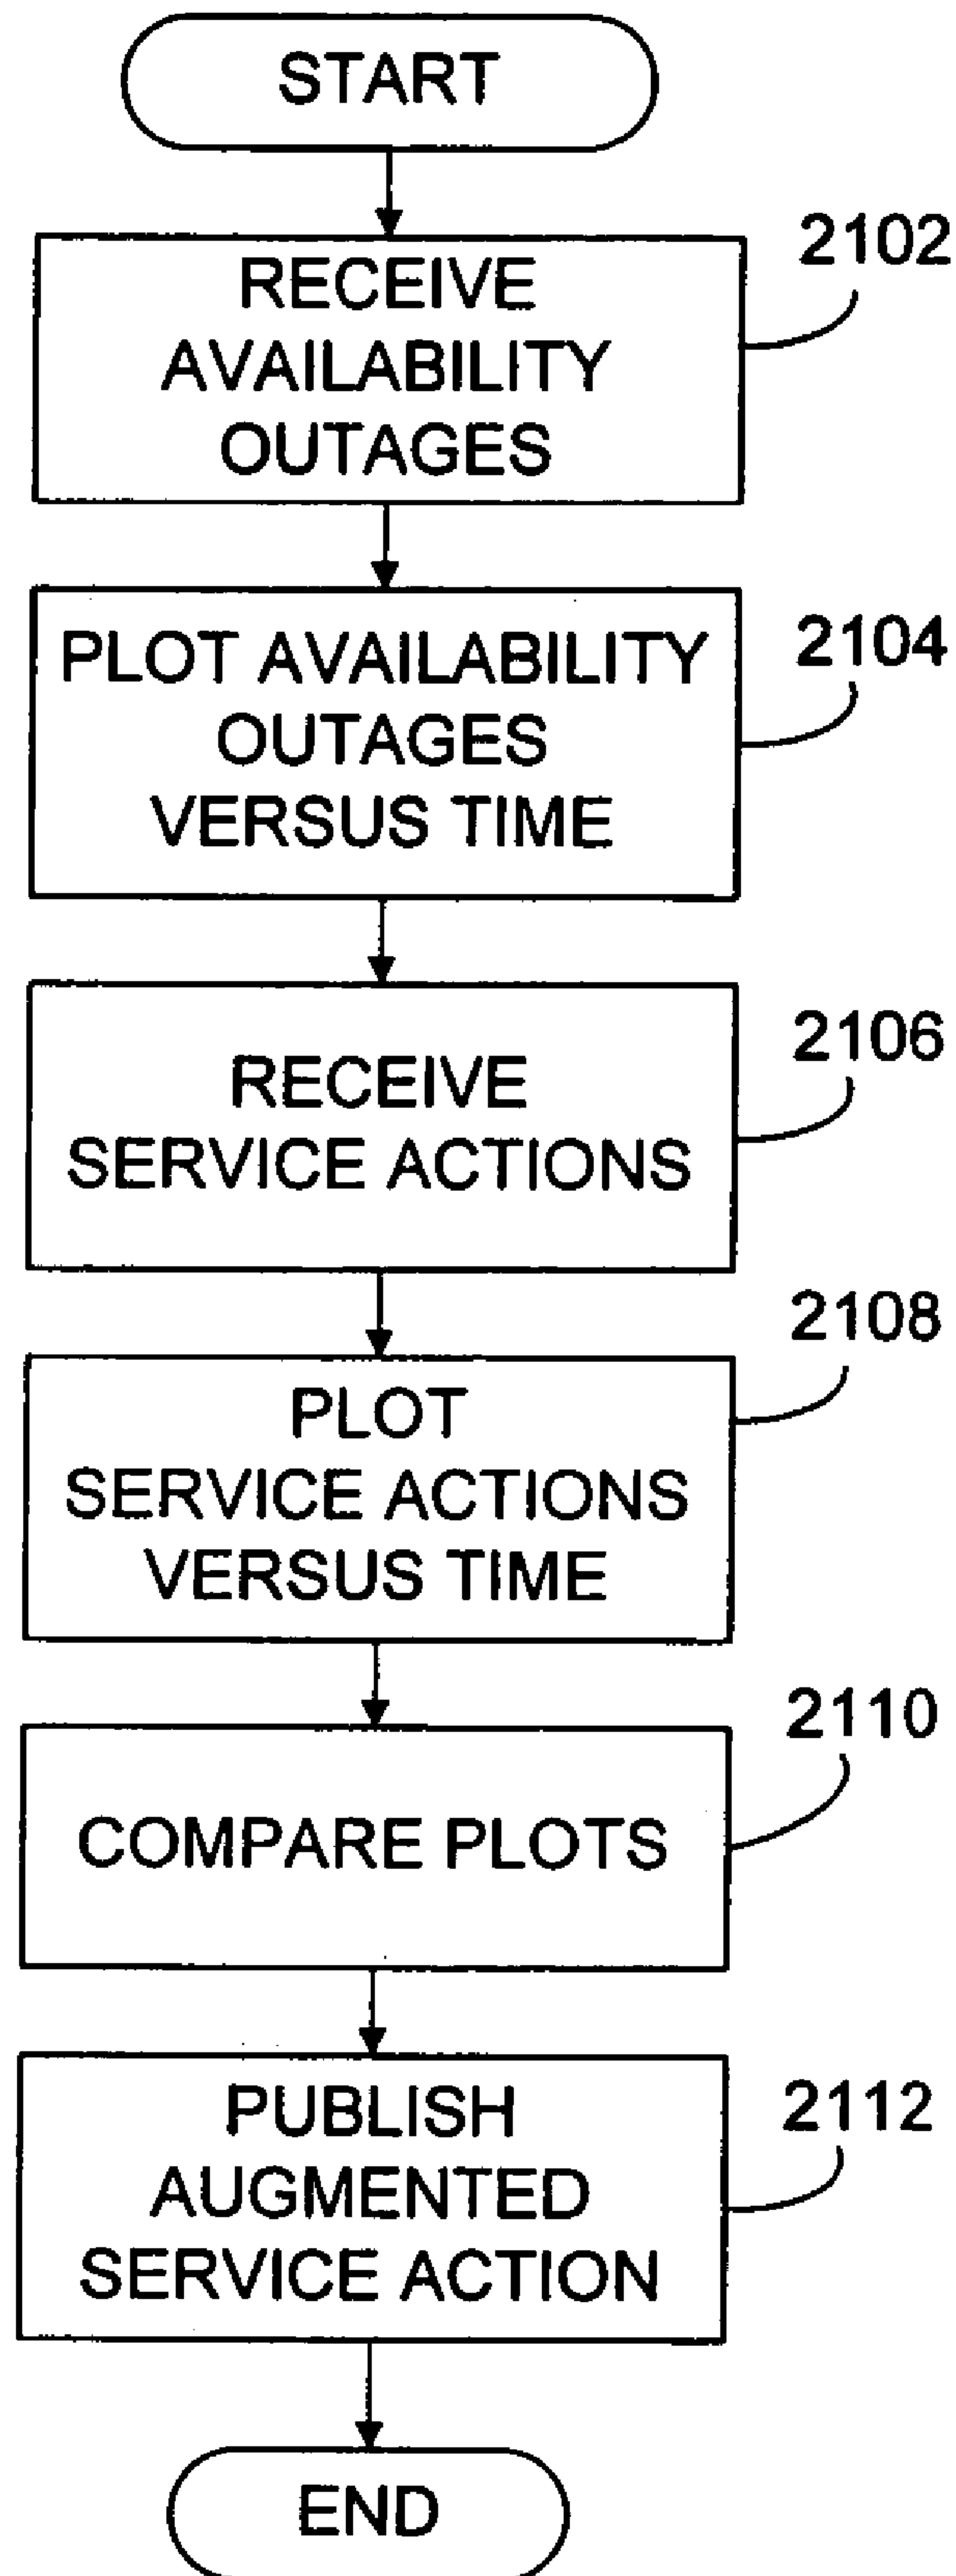 START
2102
RECEIVE
AVAILABILITY
OUTAGES
2104
PLOT AVAILABILITY
OUTAGES
VERSUS TIME
2106
RECEIVE
SERVICE ACTIONS
2108
PLOT
SERVICE ACTIONS
VERSUS TIME
2110
COMPARE PLOTS
2112
PUBLISH
AUGMENTED
SERVICE ACTION
END